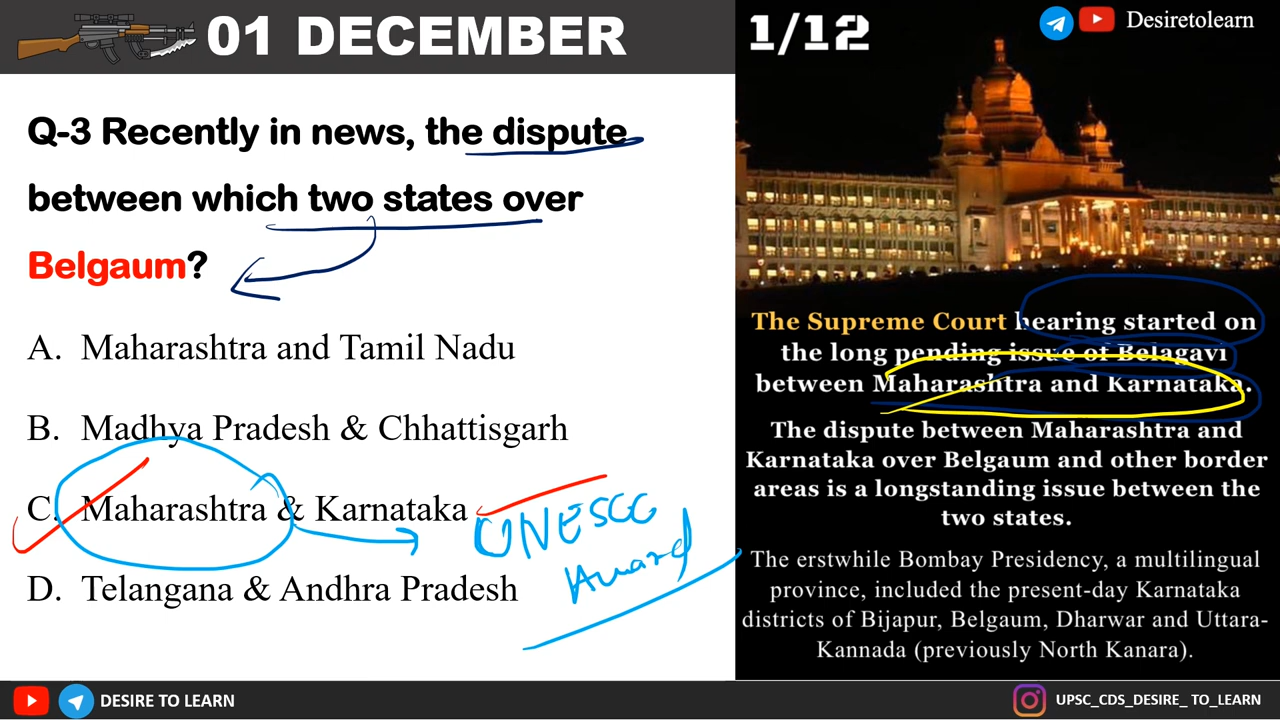 01 DECEMBER
Q-3 Recently in news, the dispute
between which two states over
Belgaum?
A. Maharashtra and Tamil Nadu
B. Madhya Pradesh & Chhattisgarh
C. Maharashtra & Karnataka
UNESCO
Award
D. Telangana & Andhra Pradesh
1/12
Desiretolearn
The Supreme Court hearing started on
the long pending issue of Belagavi
between Maharashtra and Karnataka.
The dispute between Maharashtra and
Karnataka over Belgaum and other border
areas is a longstanding issue between the
two states.
The erstwhile Bombay Presidency, a multilingual
province, included the present-day Karnataka
districts of Bijapur, Belgaum, Dharwar and Uttara-
Kannada (previously North Kanara).
DESIRE TO LEARN
UPSC_CDS_DESIRE_ TO_LEARN